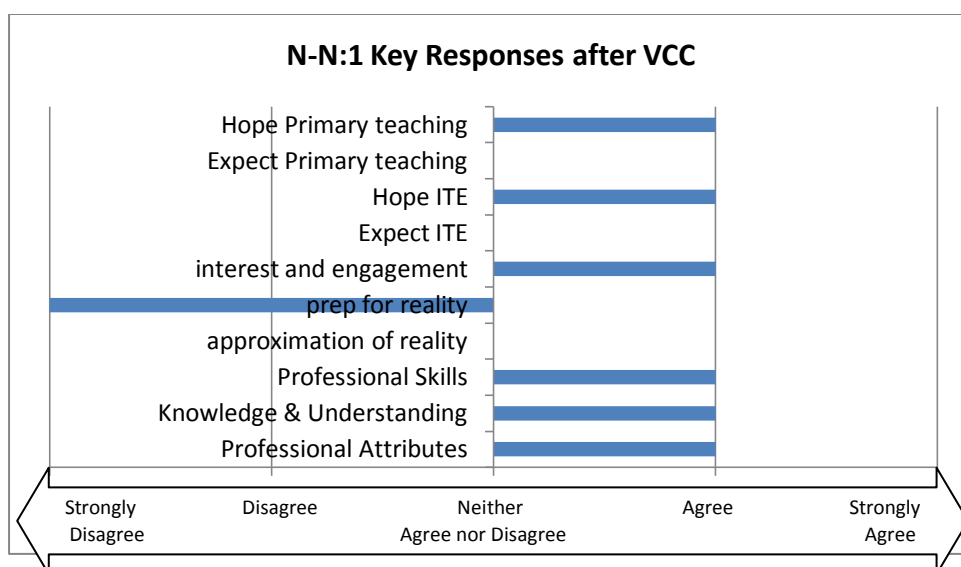 N-N:1 Key Responses after VCC
Hope Primary teaching
Expect Primary teaching
Hope ITE
Expect ITE
interest and engagement
prep for reality
approximation of reality
Professional Skills
Knowledge & Understanding
Professional Attributes
Strongly Disagree Neither Agree Strongly
Disagree Agree nor Disagree Agree